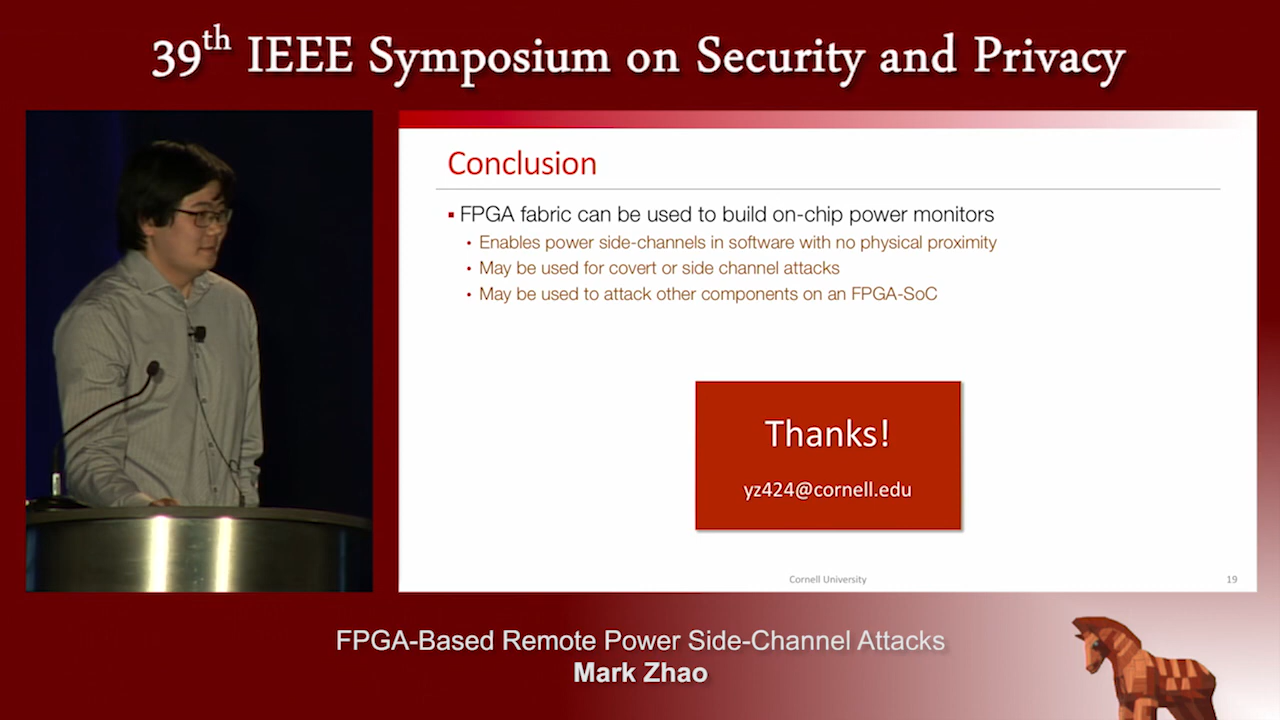 39th IEEE Symposium on Security and Privacy
Conclusion
▪ FPGA fabric can be used to build on-chip power monitors
• Enables power side-channels in software with no physical proximity
• May be used for covert or side channel attacks
• May be used to attack other components on an FPGA-SoC
Thanks!
yz424@cornell.edu
Cornell University
19
FPGA-Based Remote Power Side-Channel Attacks
Mark Zhao